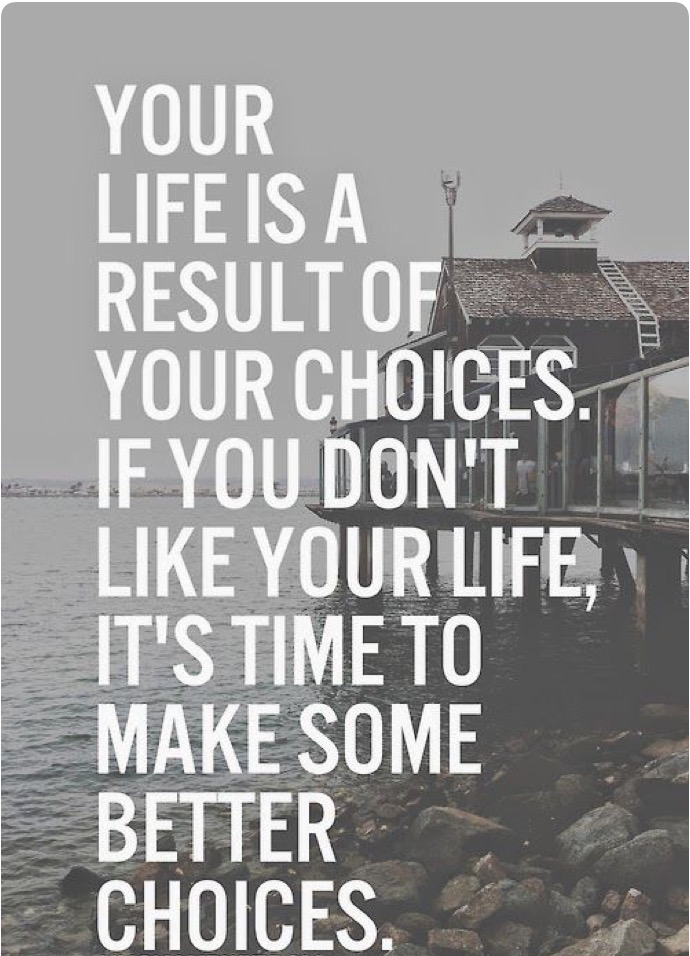 YOUR
LIFE IS A
RESULT OF
YOUR CHOICES.
IF YOU DON'T
LIKE YOUR LIFE,
IT'S TIME TO
MAKE SOME
BETTER
CHOICES.